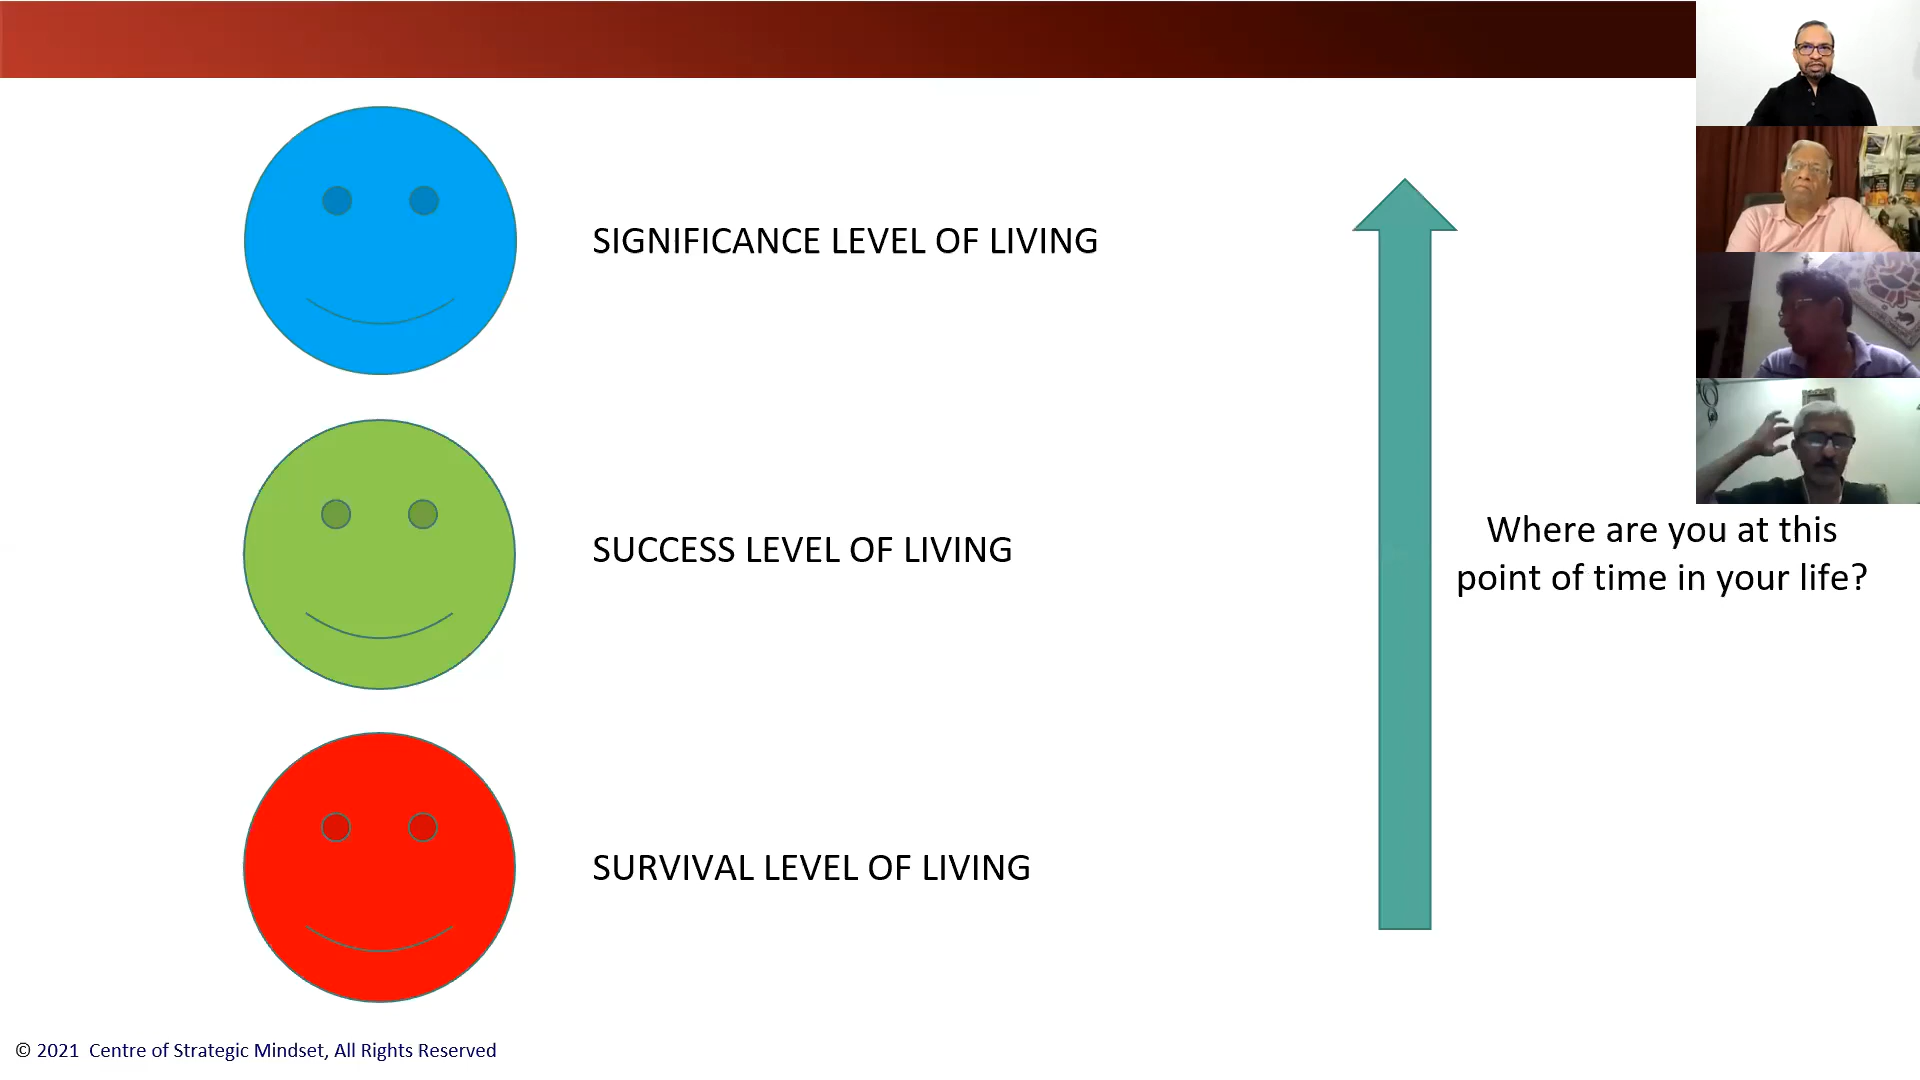 SIGNIFICANCE LEVEL OF LIVING
SUCCESS LEVEL OF LIVING
Where are you at this
point of time in your life?
SURVIVAL LEVEL OF LIVING
© 2021 Centre of Strategic Mindset, All Rights Reserved